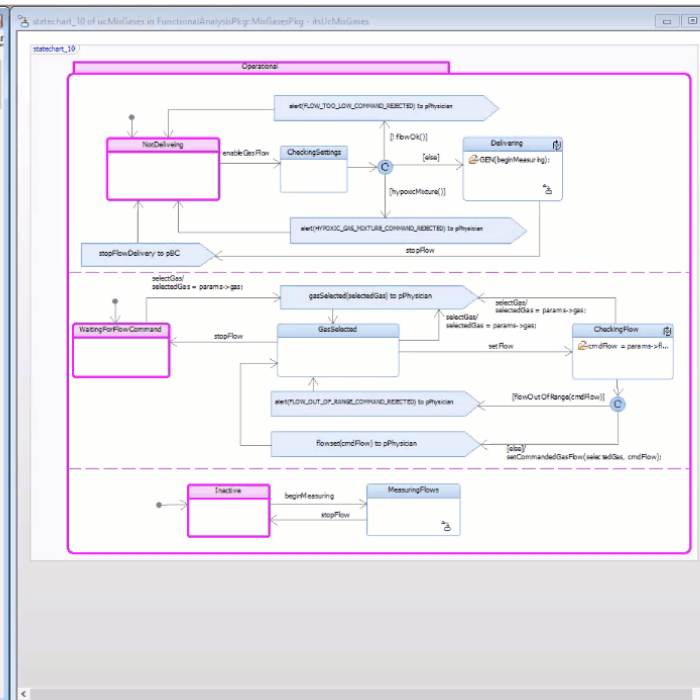 statechart_10 of ucMixGases in FunctionalAnalysisPkg::MixGasesPkg - itsUcMixGases
statechart_10
Operational
alert(FLOW_TOO_LOW_COMMAND_REJECTED) to pPhysician
[! flowOk()]
NotDelivering
enableGasFlow
CheckingSettings
C
[else]
Delivering
GEN(beginMeasuring);
[hypoxicMixture()]
alert(HYPOXIC_GAS_MIXTURE_COMMAND_REJECTED) to pPhysician
stopFlowDelivery to pBC
stopFlow
selectGas/
selectedGas = params->gas;
gasSelected(selectedGas) to pPhysician
selectGas/
selectedGas = params->gas;
selectGas/
selectedGas = params->gas;
WaitingForFlowCommand
stopFlow
GasSelected
setFlow
CheckingFlow
cmdFlow = params->fl...
alert(FLOW_OUT_OF_RANGE_COMMAND_REJECTED) to pPhysician
[flowOutOfRange(cmdFlow)]
C
flowset(cmdFlow) to pPhysician
[else]/
setCommandedGasFlow(selectedGas, cmdFlow);
Inactive
beginMeasuring
stopFlow
MeasuringFlows